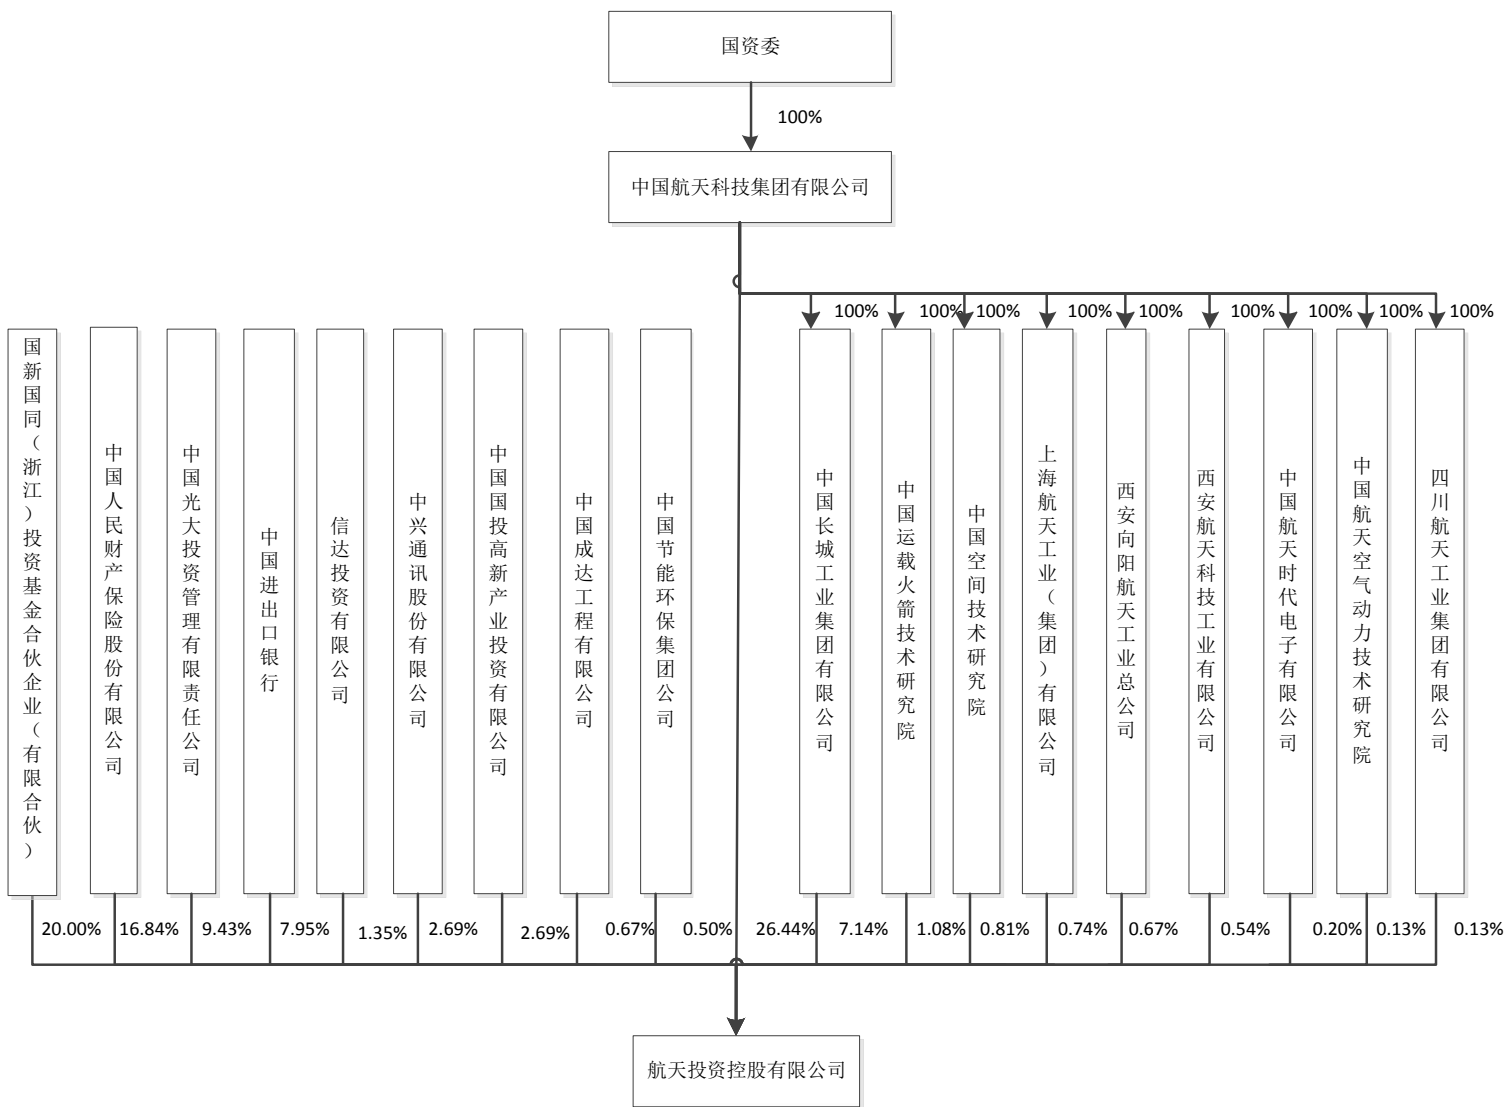 国资委
100%
中国航天科技集团有限公司
100%
100%
100%
100%
100%
100%
100%
100%
100%
国新国同（浙江）投资基金合伙企业（有限合伙）
中国人民财产保险股份有限公司
中国光大投资管理有限责任公司
中国进出口银行
信达投资有限公司
中兴通讯股份有限公司
中国国投高新产业投资有限公司
中国成达工程有限公司
中国节能环保集团公司
中国长城工业集团有限公司
中国运载火箭技术研究院
中国空间技术研究院
上海航天工业（集团）有限公司
西安向阳航天工业总公司
西安航天科技工业有限公司
中国航天时代电子有限公司
中国航天空气动力技术研究院
四川航天工业集团有限公司
20.00%
16.84%
9.43%
7.95%
1.35%
2.69%
2.69%
0.67%
0.50%
26.44%
7.14%
1.08%
0.81%
0.74%
0.67%
0.54%
0.20%
0.13%
0.13%
航天投资控股有限公司